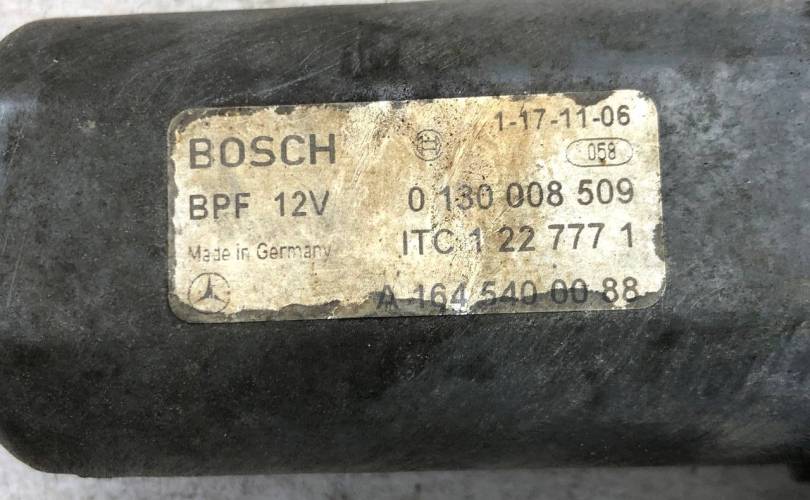 1-17-11-06
BOSCH
058
BPF 12V 0 130 008 509
Made in Germany ITC 1 22 777 1
A 164 540 00 88